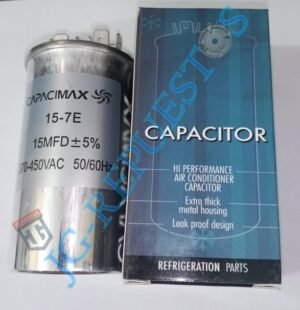 CAPACIMAX
15-7E
15MFD±5%
370-450VAC 50/60Hz
CAPACITOR
HI PERFORMANCE
AIR CONDITIONER
CAPACITOR
Extra thick
metal housing
Leak proof design
REFRIGERATION PARTS
JG-REPUESTOS